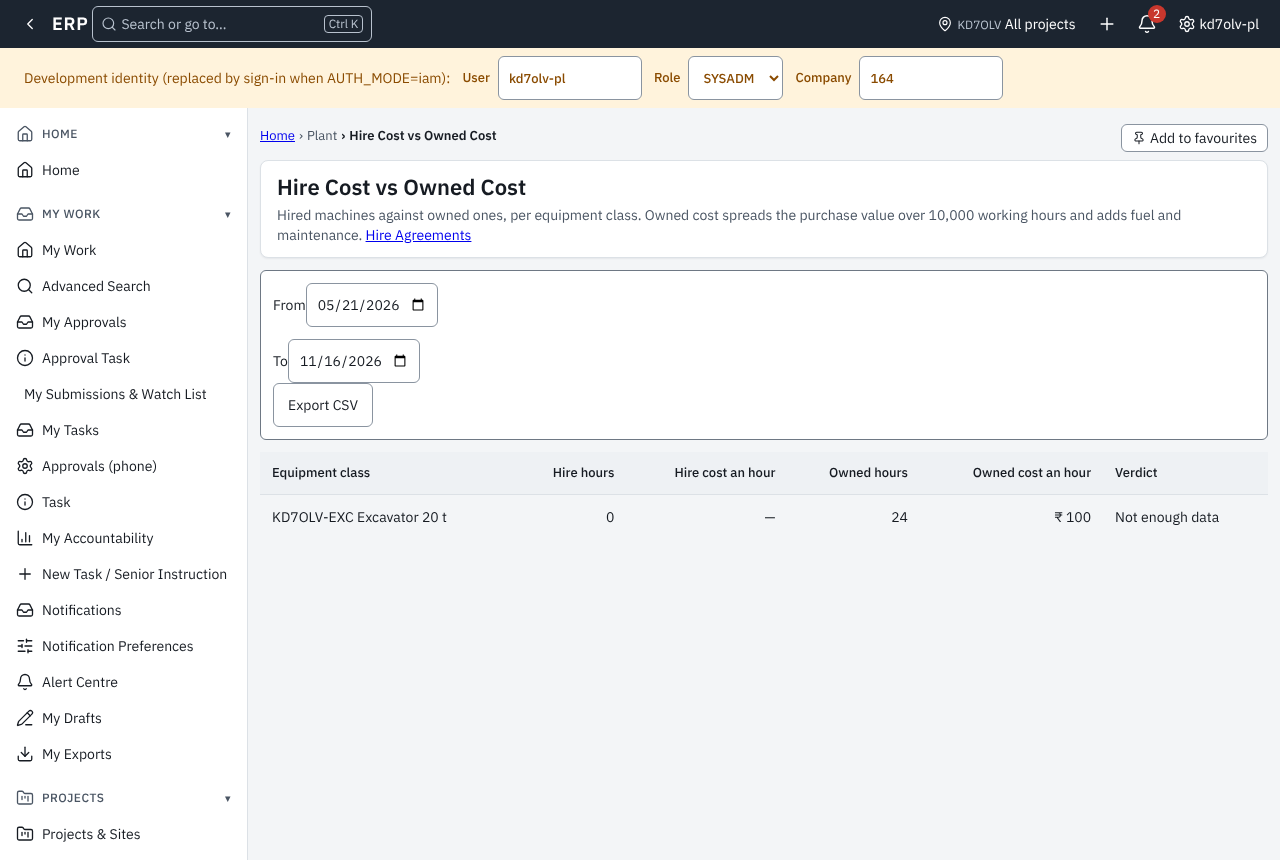 ERP
Search or go to...
Ctrl K
KD7OLV All projects
2
kd7olv-pl
Development identity (replaced by sign-in when AUTH_MODE=iam):
User
kd7olv-pl
Role
SYSADM
Company
164
HOME
Home
MY WORK
My Work
Advanced Search
My Approvals
Approval Task
My Submissions & Watch List
My Tasks
Approvals (phone)
Task
My Accountability
New Task / Senior Instruction
Notifications
Notification Preferences
Alert Centre
My Drafts
My Exports
PROJECTS
Projects & Sites
Home › Plant › Hire Cost vs Owned Cost
Add to favourites
Hire Cost vs Owned Cost
Hired machines against owned ones, per equipment class. Owned cost spreads the purchase value over 10,000 working hours and adds fuel and
maintenance. Hire Agreements
From 05/21/2026
To 11/16/2026
Export CSV
Equipment class Hire hours Hire cost an hour Owned hours Owned cost an hour Verdict
KD7OLV-EXC Excavator 20 t 0 — 24 ₹ 100 Not enough data